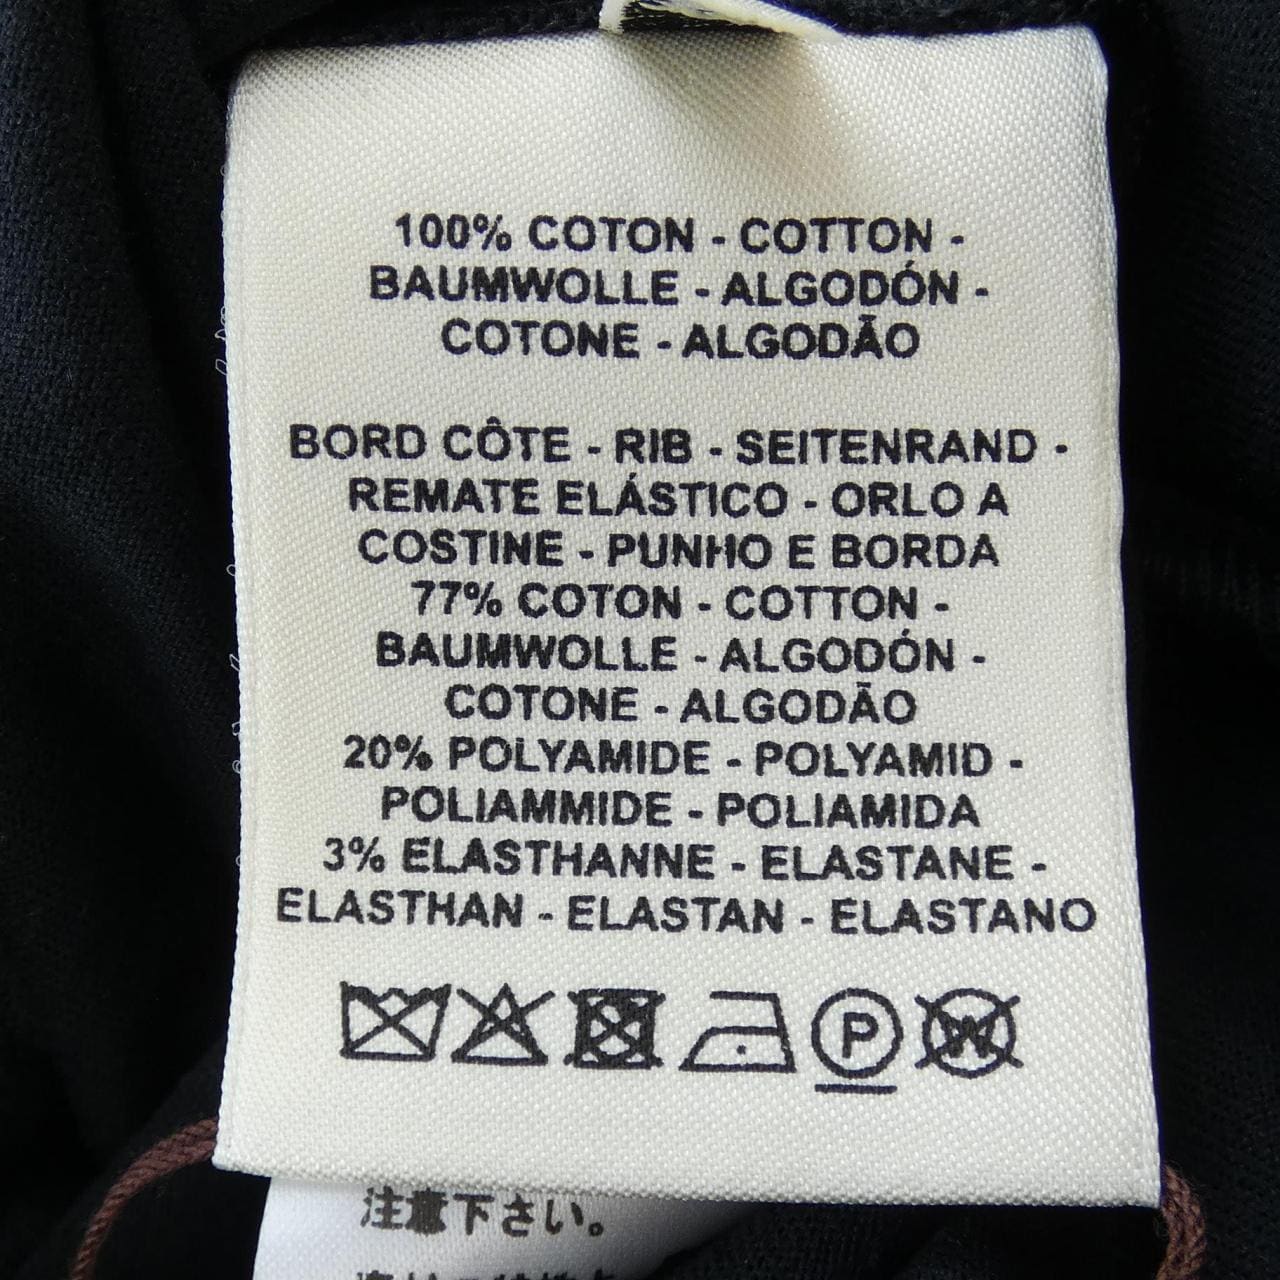 100% COTON - COTTON -
BAUMWOLLE - ALGODÓN -
COTONE - ALGODÃO
BORD CÔTE - RIB - SEITENRAND -
REMATE ELÁSTICO - ORLO A
COSTINE - PUNHO E BORDA
77% COTON - COTTON -
BAUMWOLLE - ALGODÓN -
COTONE - ALGODÃO
20% POLYAMIDE - POLYAMID -
POLIAMMIDE - POLIAMIDA
3% ELASTHANNE - ELASTANE -
ELASTHAN - ELASTAN - ELASTANO
P W
注意下さい。